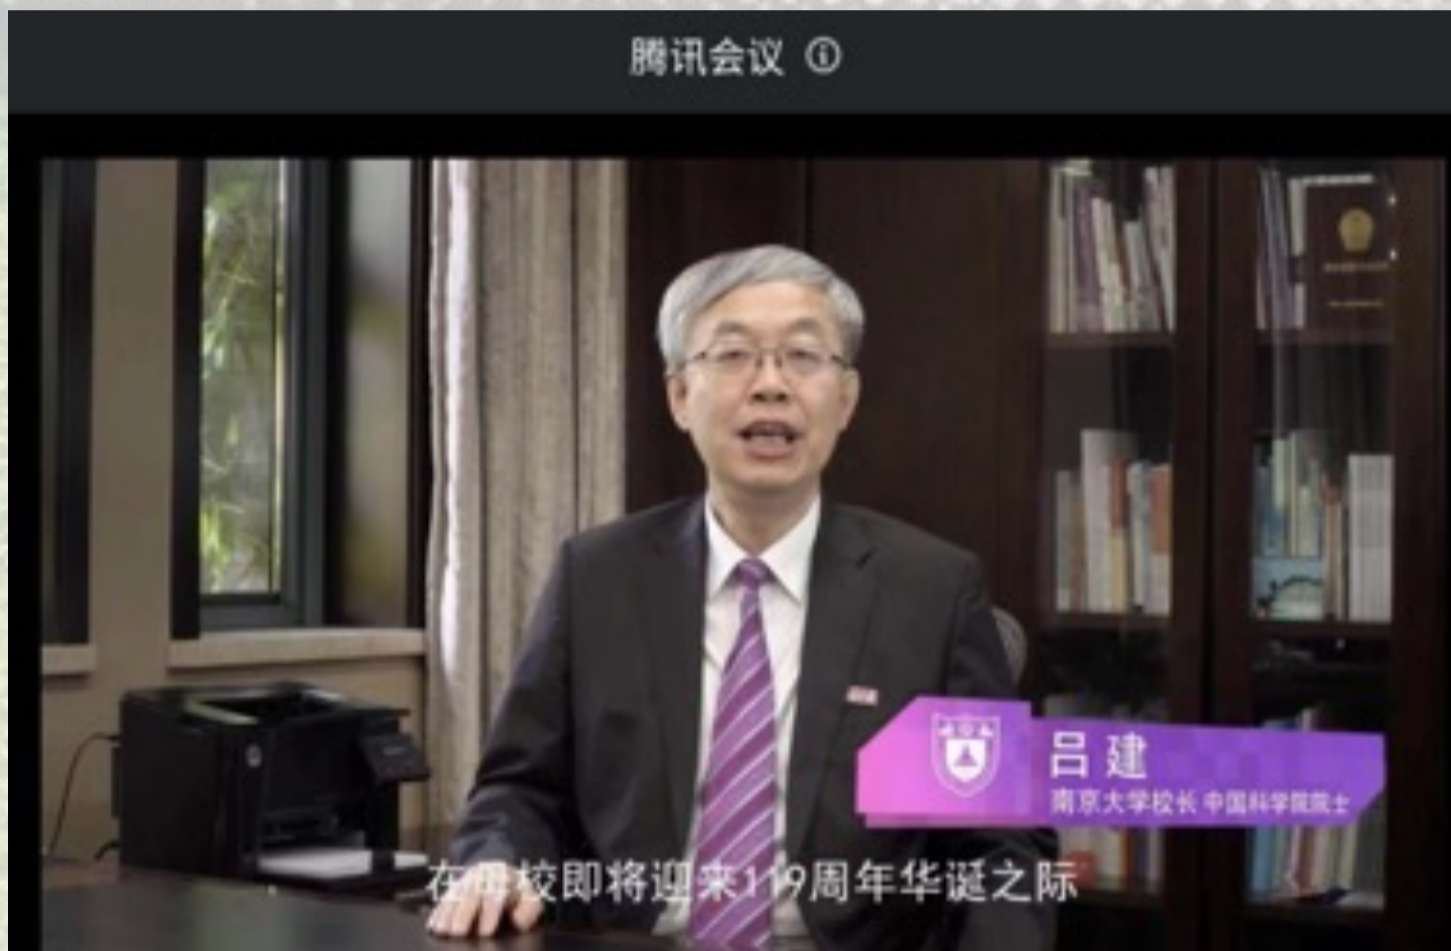 腾讯会议
吕建
南京大学校长 中国科学院院士
在母校即将迎来119周年华诞之际